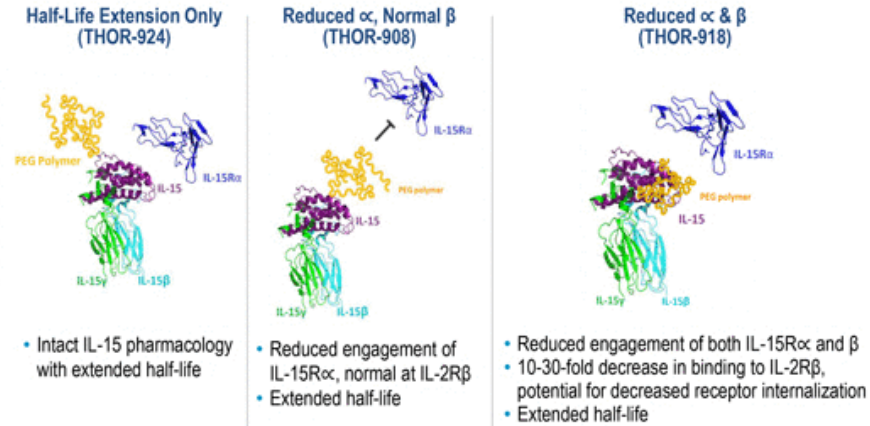 Half-Life Extension Only
(THOR-924)
PEG Polymer
IL-15Rα
IL-15
IL-15γ
IL-15β
• Intact IL-15 pharmacology
with extended half-life
Reduced ∝, Normal β
(THOR-908)
IL-15Rα
PEG polymer
IL-15
IL-15γ
IL-15β
• Reduced engagement of
IL-15R∝, normal at IL-2Rβ
• Extended half-life
Reduced ∝ & β
(THOR-918)
IL-15Rα
PEG polymer
IL-15
IL-15γ
IL-15β
• Reduced engagement of both IL-15R∝ and β
• 10-30-fold decrease in binding to IL-2Rβ,
potential for decreased receptor internalization
• Extended half-life